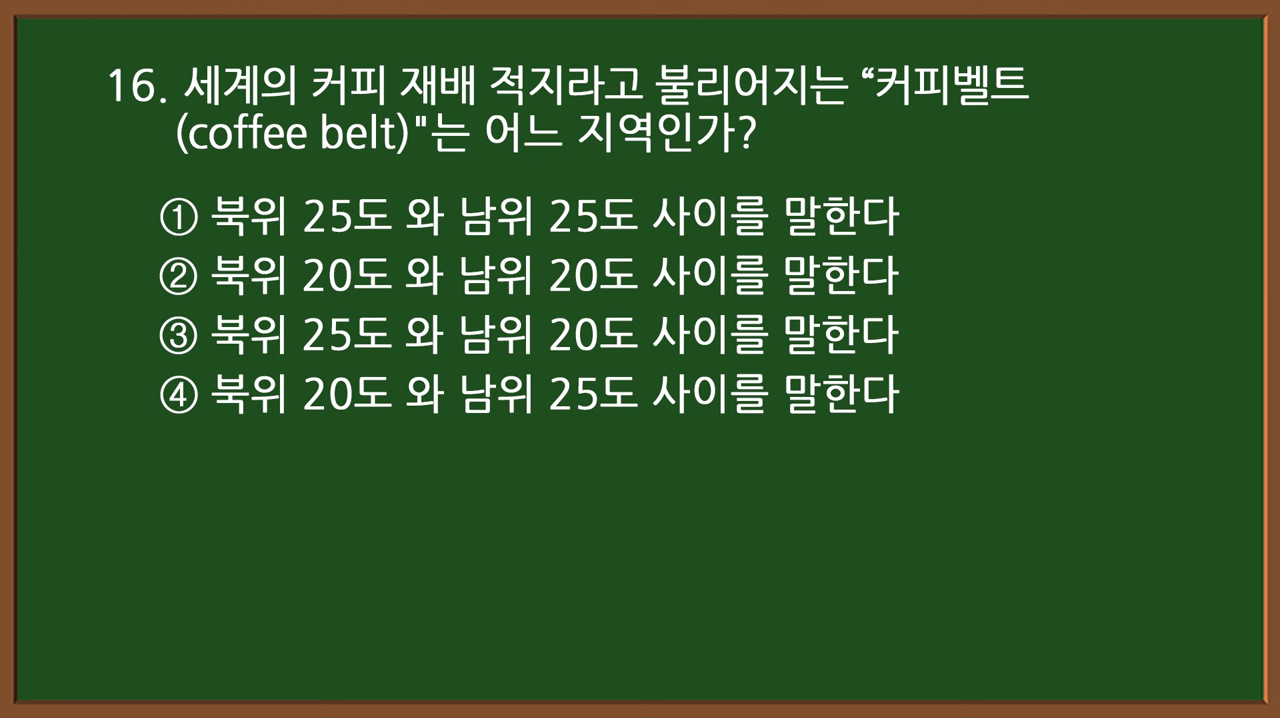 16. 세계의 커피 재배 적지라고 불리어지는 “커피벨트
(coffee belt)"는 어느 지역인가?
① 북위 25도 와 남위 25도 사이를 말한다
② 북위 20도 와 남위 20도 사이를 말한다
③ 북위 25도 와 남위 20도 사이를 말한다
④ 북위 20도 와 남위 25도 사이를 말한다